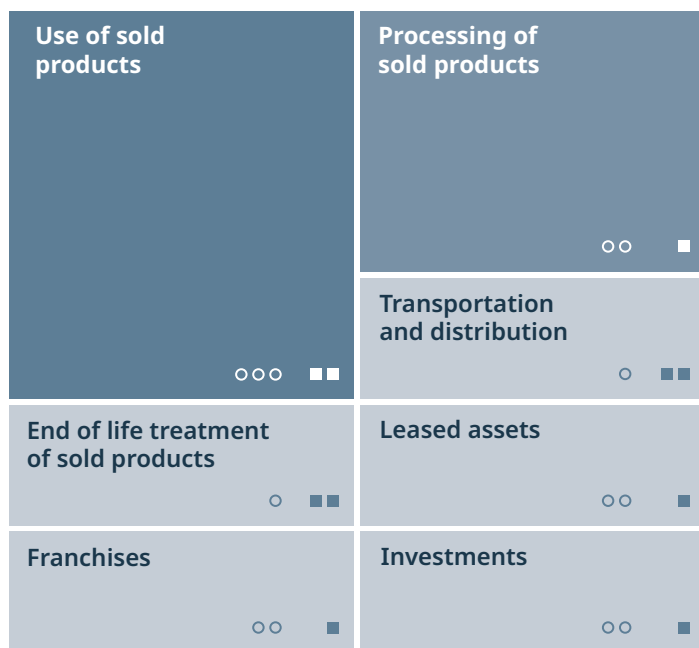 Use of sold
products
Processing of
sold products
Transportation
and distribution
End of life treatment
of sold products
Leased assets
Franchises
Investments